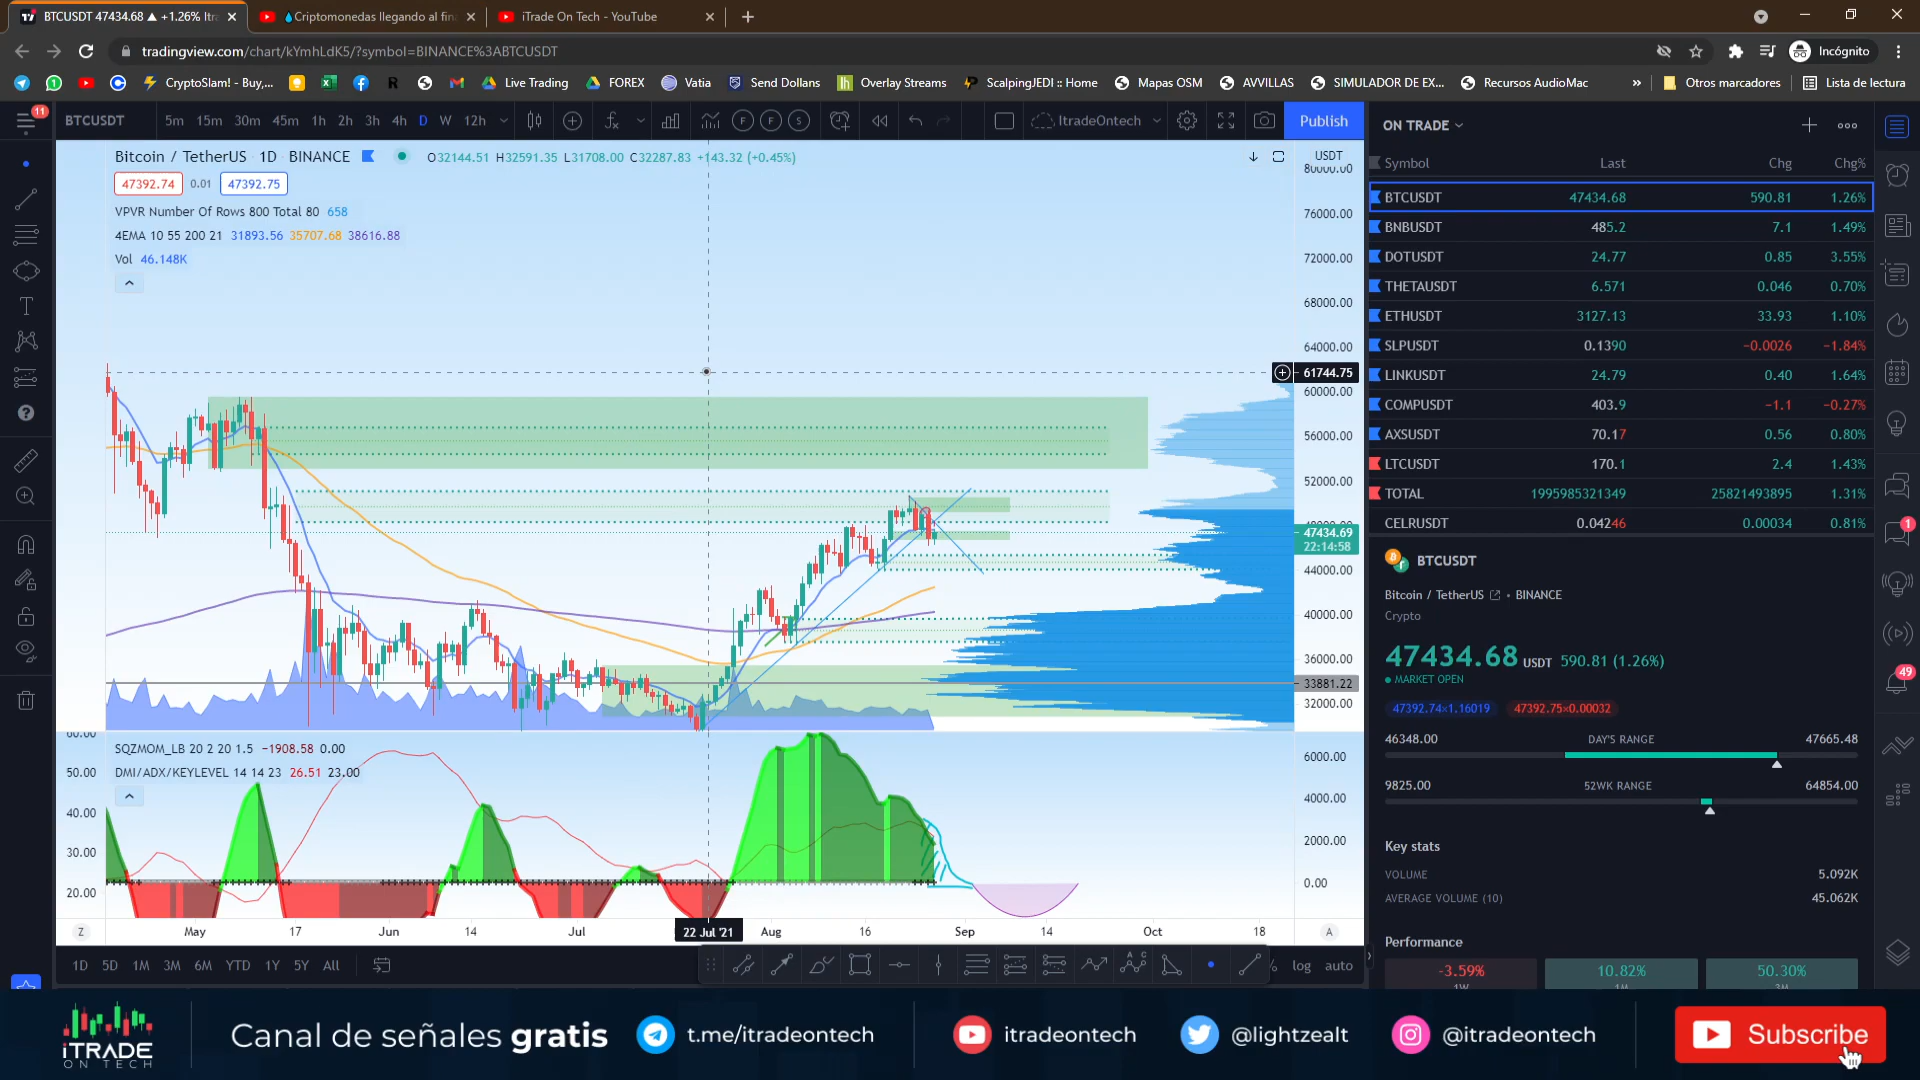 BTCUSDT 47434.68 ▲ +1.26%
Criptomonedas llegando al fin
iTrade On Tech - YouTube
tradingview.com/chart/kYmhLdK5/?symbol=BINANCE%3ABTCUSDT
Incógnito
CryptoSlam! - Buy,...
Live Trading
FOREX
Vatia
Send Dollans
Overlay Streams
ScalpingJEDI :: Home
Mapas OSM
AVVILLAS
SIMULADOR DE EX...
Recursos AudioMac
»
Otros marcadores
Lista de lectura
11
BTCUSDT
5m 15m 30m 45m 1h 2h 3h 4h D W 12h
F F S
ItradeOntech
Publish
Bitcoin / TetherUS 1D BINANCE
O32144.51 H32591.35 L31708.00 C32287.83 +143.32 (+0.45%)
47392.74 0.01 47392.75
VPVR Number Of Rows 800 Total 80 658
4EMA 10 55 200 21 31893.56 35707.68 38616.88
Vol 46.148K
USDT
80000.00
76000.00
72000.00
68000.00
64000.00
61744.75
60000.00
56000.00
52000.00
47434.69
22:14:58
44000.00
40000.00
36000.00
33881.22
32000.00
SQZMOM_LB 20 2 20 1.5 −1908.58 0.00
DMI/ADX/KEYLEVEL 14 14 23 26.51 23.00
60.00
50.00
40.00
30.00
20.00
6000.00
4000.00
2000.00
0.00
Z May 17 Jun 14 Jul 22 Jul '21 Aug 16 Sep 14 Oct 18 A
1D 5D 1M 3M 6M YTD 1Y 5Y All
% log auto
ON TRADE
Symbol Last Chg Chg%
BTCUSDT 47434.68 590.81 1.26%
BNBUSDT 485.2 7.1 1.49%
DOTUSDT 24.77 0.85 3.55%
THETAUSDT 6.571 0.046 0.70%
ETHUSDT 3127.13 33.93 1.10%
SLPUSDT 0.1390 −0.0026 −1.84%
LINKUSDT 24.79 0.40 1.64%
COMPUSDT 403.9 −1.1 −0.27%
AXSUSDT 70.17 0.56 0.80%
LTCUSDT 170.1 2.4 1.43%
TOTAL 1995985321349 25821493895 1.31%
CELRUSDT 0.04246 0.00034 0.81%
BTCUSDT
Bitcoin / TetherUS • BINANCE
Crypto
47434.68 USDT 590.81 (1.26%)
MARKET OPEN
47392.74×1.16019 47392.75×0.00032
46348.00 DAY'S RANGE 47665.48
9825.00 52WK RANGE 64854.00
Key stats
VOLUME 5.092K
AVERAGE VOLUME (10) 45.062K
Performance
-3.59% 10.82% 50.30%
1W 1M 3M
1
49
iTRADE
ON TECH
Canal de señales gratis
t.me/itradeontech
itradeontech
@lightzealt
@itradeontech
Subscribe